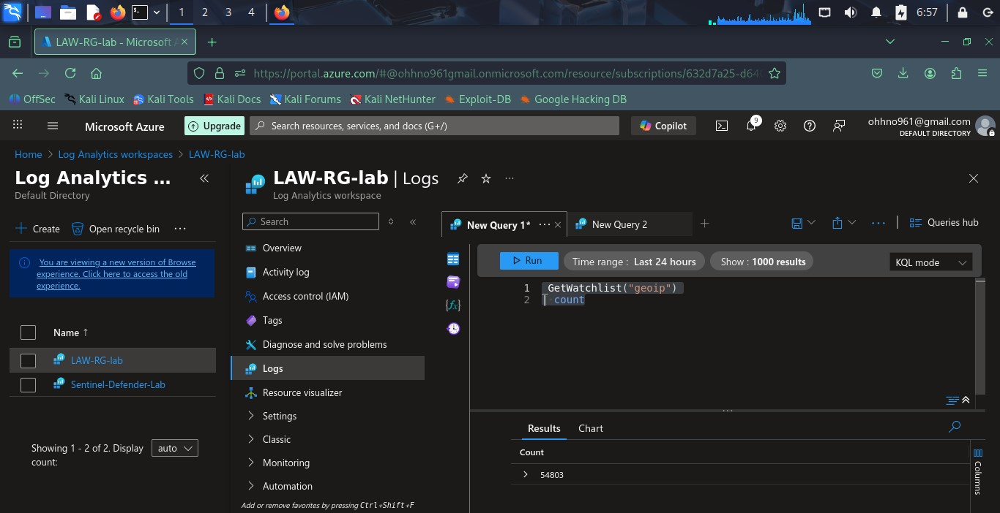 1
2
3
4
6:57
LAW-RG-lab - Microsoft A
https://portal.azure.com/#@ohhno961gmail.onmicrosoft.com/resource/subscriptions/632d7a25-d640
OffSec
Kali Linux
Kali Tools
Kali Docs
Kali Forums
Kali NetHunter
Exploit-DB
Google Hacking DB
Microsoft Azure
Upgrade
Search resources, services, and docs (G+/)
Copilot
9
ohhno961@gmail.com
DEFAULT DIRECTORY
Home > Log Analytics workspaces > LAW-RG-lab
Log Analytics ...
Default Directory
Create
Open recycle bin
You are viewing a new version of Browse
experience. Click here to access the old
experience.
Name ↑
LAW-RG-lab
Sentinel-Defender-Lab
Showing 1 - 2 of 2. Display
count:
auto
LAW-RG-lab | Logs
Log Analytics workspace
Search
Overview
Activity log
Access control (IAM)
Tags
Diagnose and solve problems
Logs
Resource visualizer
Settings
Classic
Monitoring
Automation
Add or remove favorites by pressing Ctrl+Shift+F
New Query 1*
New Query 2
Queries hub
Run
Time range : Last 24 hours
Show : 1000 results
KQL mode
1 _GetWatchlist("geoip")
2 | count
Results
Chart
Count
54803
Columns